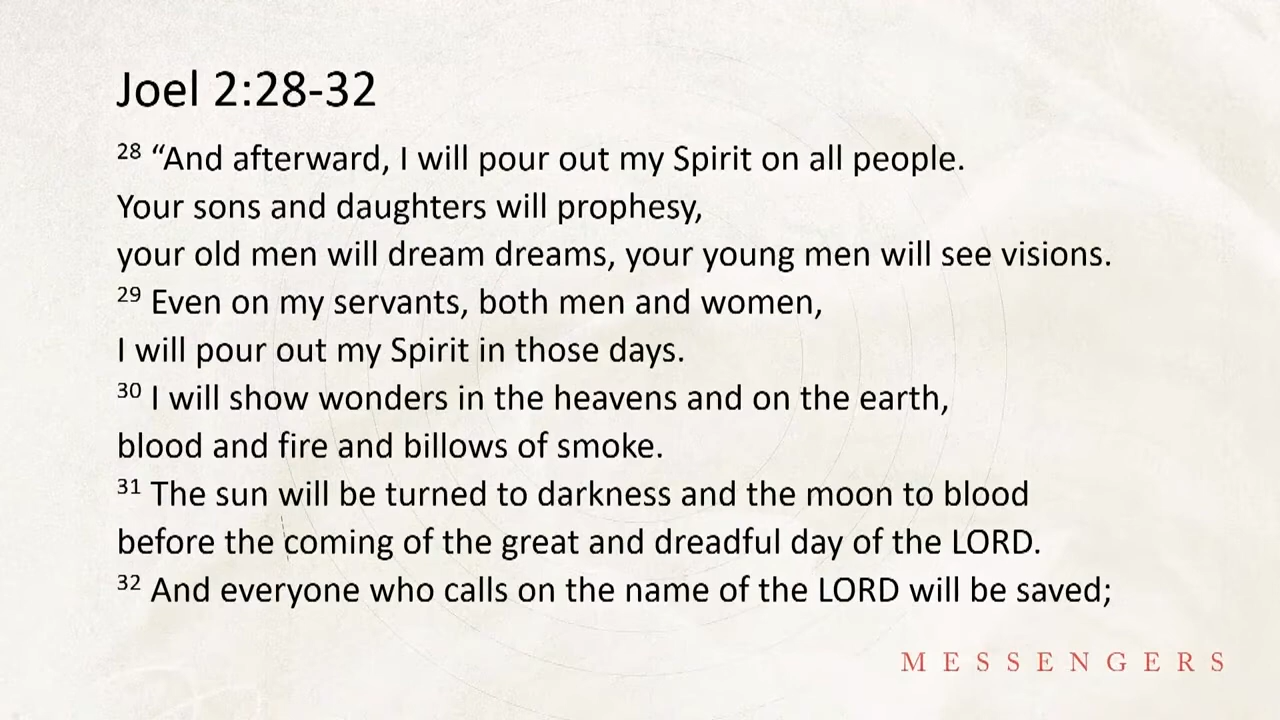 Joel 2:28-32
28 “And afterward, I will pour out my Spirit on all people.
Your sons and daughters will prophesy,
your old men will dream dreams, your young men will see visions.
29 Even on my servants, both men and women,
I will pour out my Spirit in those days.
30 I will show wonders in the heavens and on the earth,
blood and fire and billows of smoke.
31 The sun will be turned to darkness and the moon to blood
before the coming of the great and dreadful day of the LORD.
32 And everyone who calls on the name of the LORD will be saved;
MESSENGERS